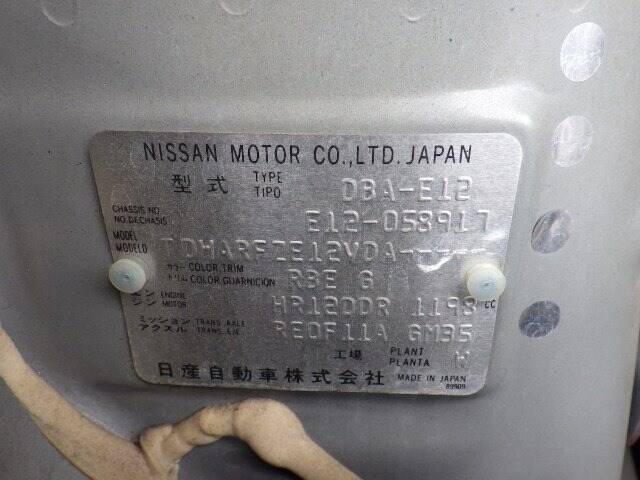 NISSAN MOTOR CO.,LTD. JAPAN
型式 TYPE TIPO DBA-E12
CHASSIS NO. NO.DE CHASIS E12-058917
MODEL MODELO TDHARFZE12VDA-----
カラー COLOR,TRIM トリム COLOR,GUARNICION RBE G
ENGINE MOTOR HR12DDR 1198 CC
ミッション TRANS. アクスル AXLE TRANS. EJE RE0F11A GM35
工場 PLANT PLANTA W
日産自動車株式会社 MADE IN JAPAN
89909